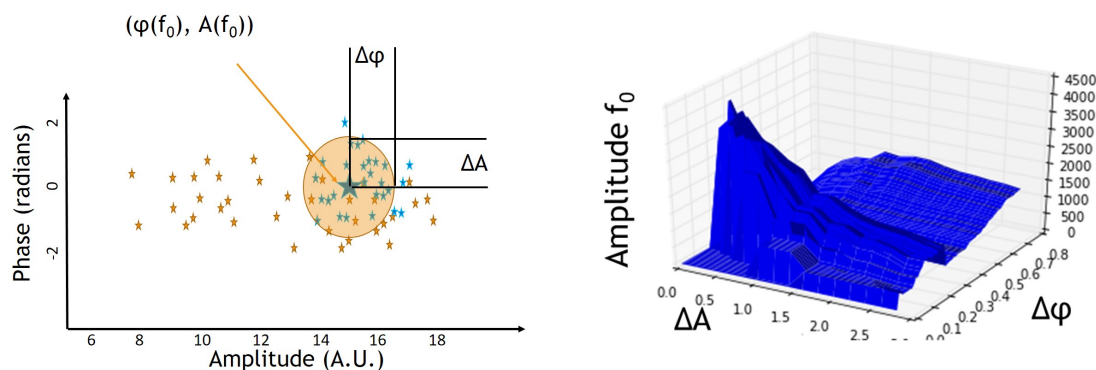 (φ(f₀), A(f₀))
Δφ
ΔA
Phase (radians)
2
0
-2
6 8 10 12 14 16 18
Amplitude (A.U.)
Amplitude f₀
4500
4000
3500
3000
2500
2000
1500
1000
500
0
0.8
0.7
0.6
0.5
0.4
0.3
0.2
0.1
0.0 0.5 1.0 1.5 2.0 2.5
ΔA
Δφ